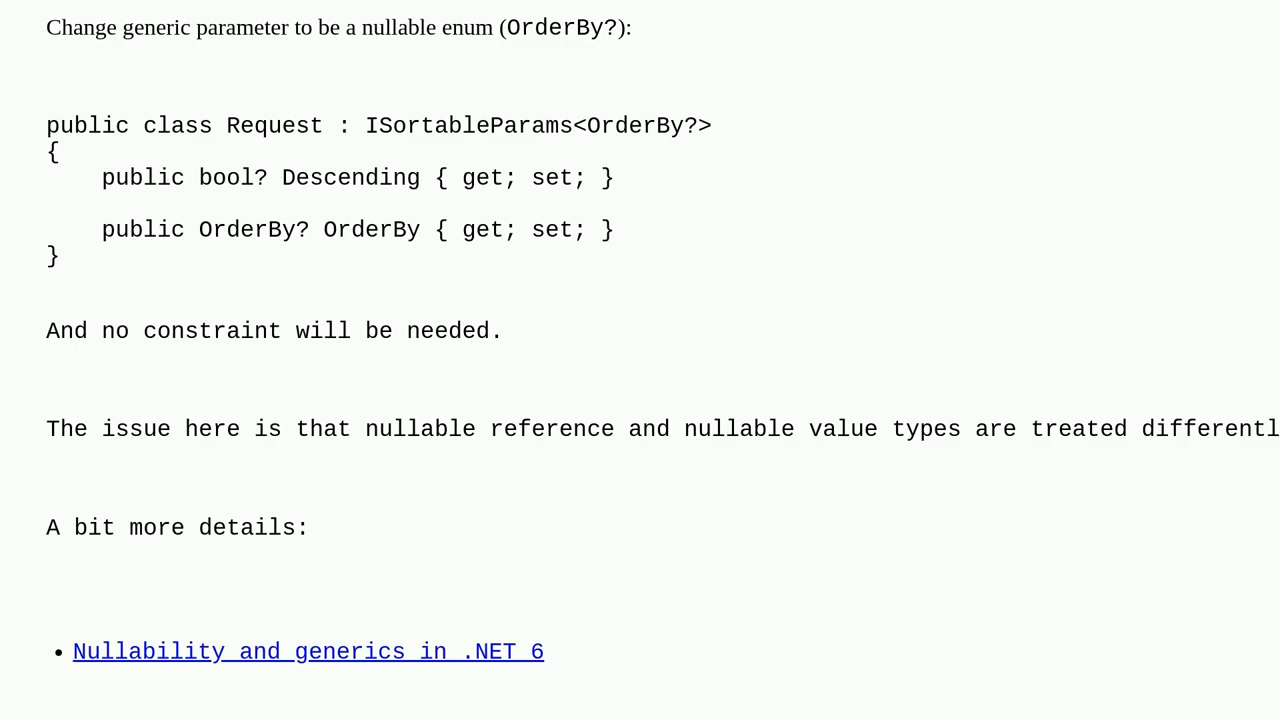 Change generic parameter to be a nullable enum (OrderBy?):
public class Request : ISortableParams<OrderBy?>
{
    public bool? Descending { get; set; }
    public OrderBy? OrderBy { get; set; }
}
And no constraint will be needed.
The issue here is that nullable reference and nullable value types are treated differentl
A bit more details:
• Nullability and generics in .NET 6